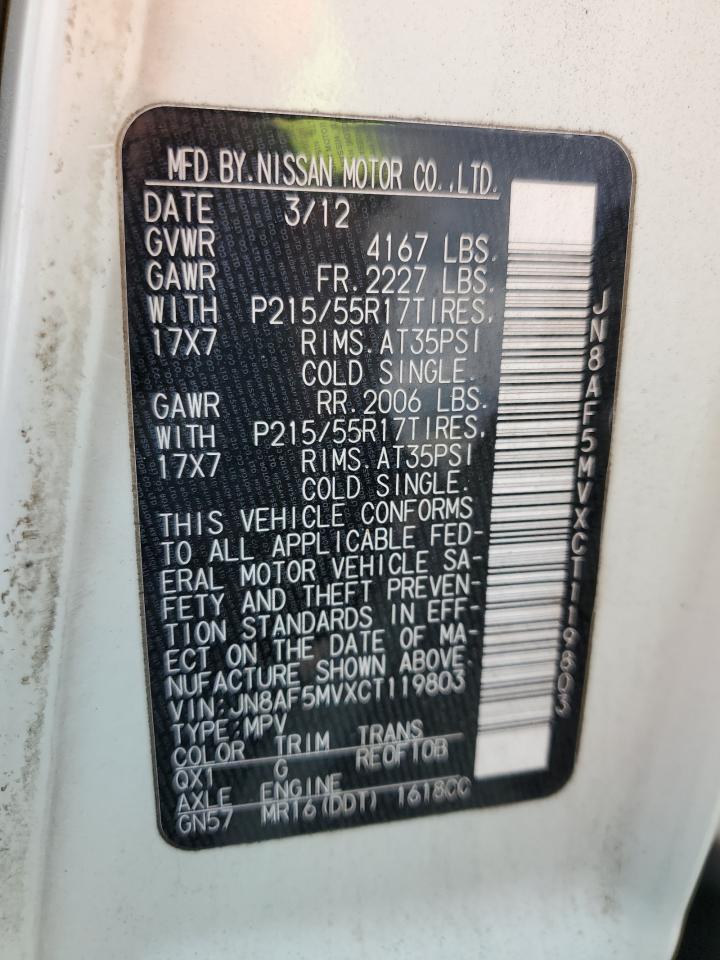 MFD BY.NISSAN MOTOR CO.,LTD.
DATE 3/12
GVWR 4167 LBS.
GAWR FR.2227 LBS.
WITH P215/55R17TIRES,
17X7 RIMS.AT35PSI
COLD SINGLE.
GAWR RR.2006 LBS.
WITH P215/55R17TIRES,
17X7 RIMS.AT35PSI
COLD SINGLE.
THIS VEHICLE CONFORMS
TO ALL APPLICABLE FED-
ERAL MOTOR VEHICLE SA-
FETY AND THEFT PREVEN-
TION STANDARDS IN EFF-
ECT ON THE DATE OF MA-
NUFACTURE SHOWN ABOVE.
VIN:JN8AF5MVXCT119803
TYPE:MPV
COLOR TRIM TRANS
QX1 G RE0F10B
AXLE ENGINE
GN57 MR16(DDT) 1618CC
JN8AF5MVXCT119803